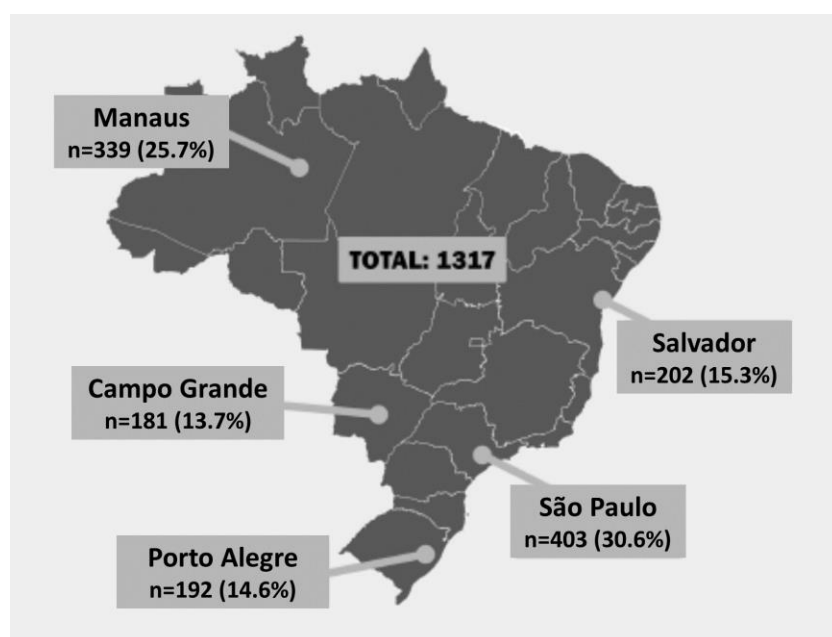 Manaus
n=339 (25.7%)
TOTAL: 1317
Salvador
n=202 (15.3%)
Campo Grande
n=181 (13.7%)
São Paulo
n=403 (30.6%)
Porto Alegre
n=192 (14.6%)